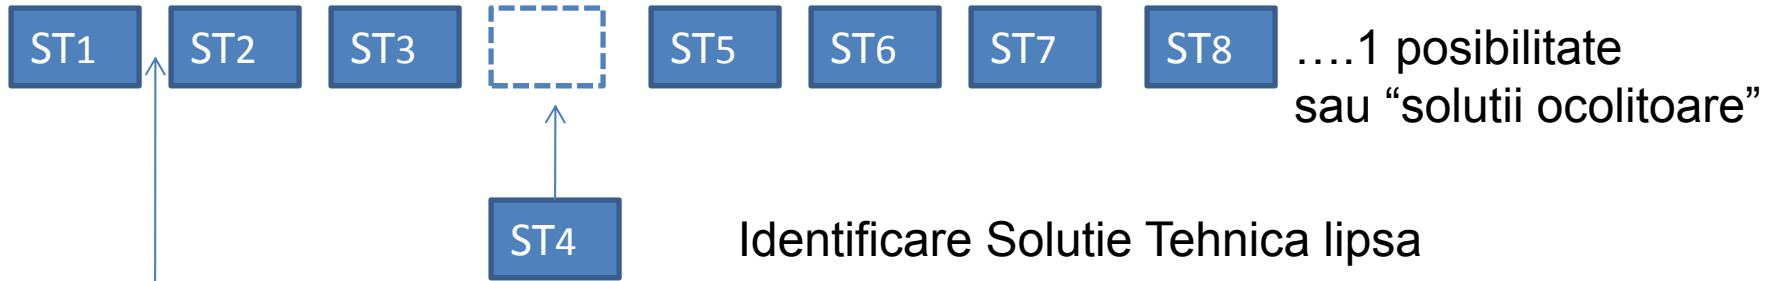 ST1 ST2 ST3 ST5 ST6 ST7 ST8 ....1 posibilitate
sau “solutii ocolitoare”
ST4 Identificare Solutie Tehnica lipsa